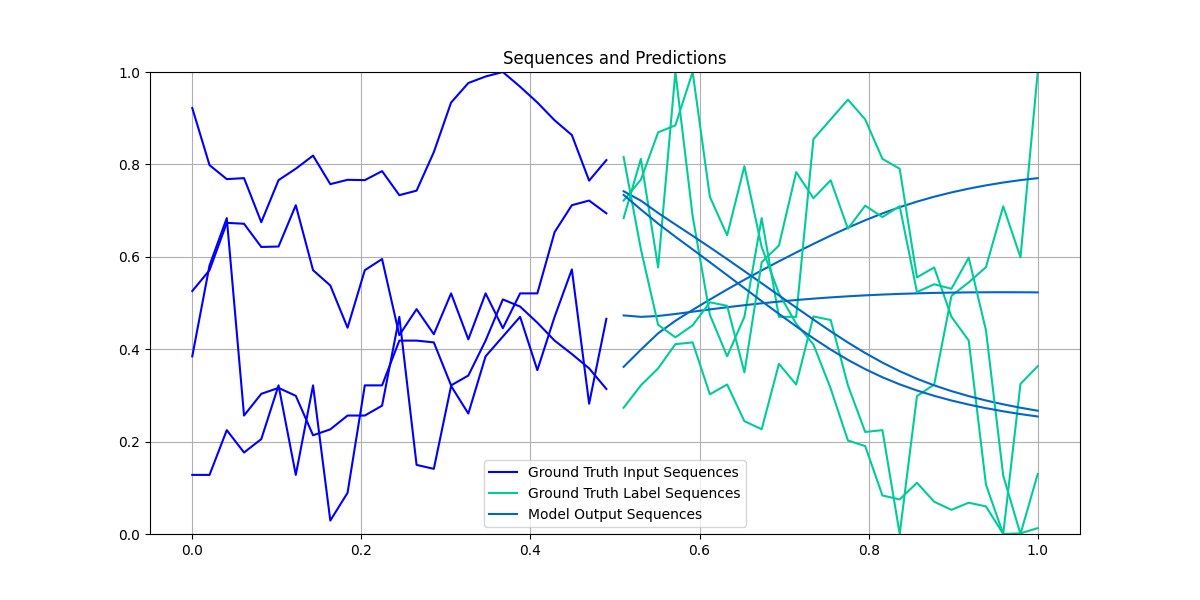 Sequences and Predictions
1.0
0.8
0.6
0.4
0.2
0.0
Ground Truth Input Sequences
Ground Truth Label Sequences
Model Output Sequences
0.0 0.2 0.4 0.6 0.8 1.0